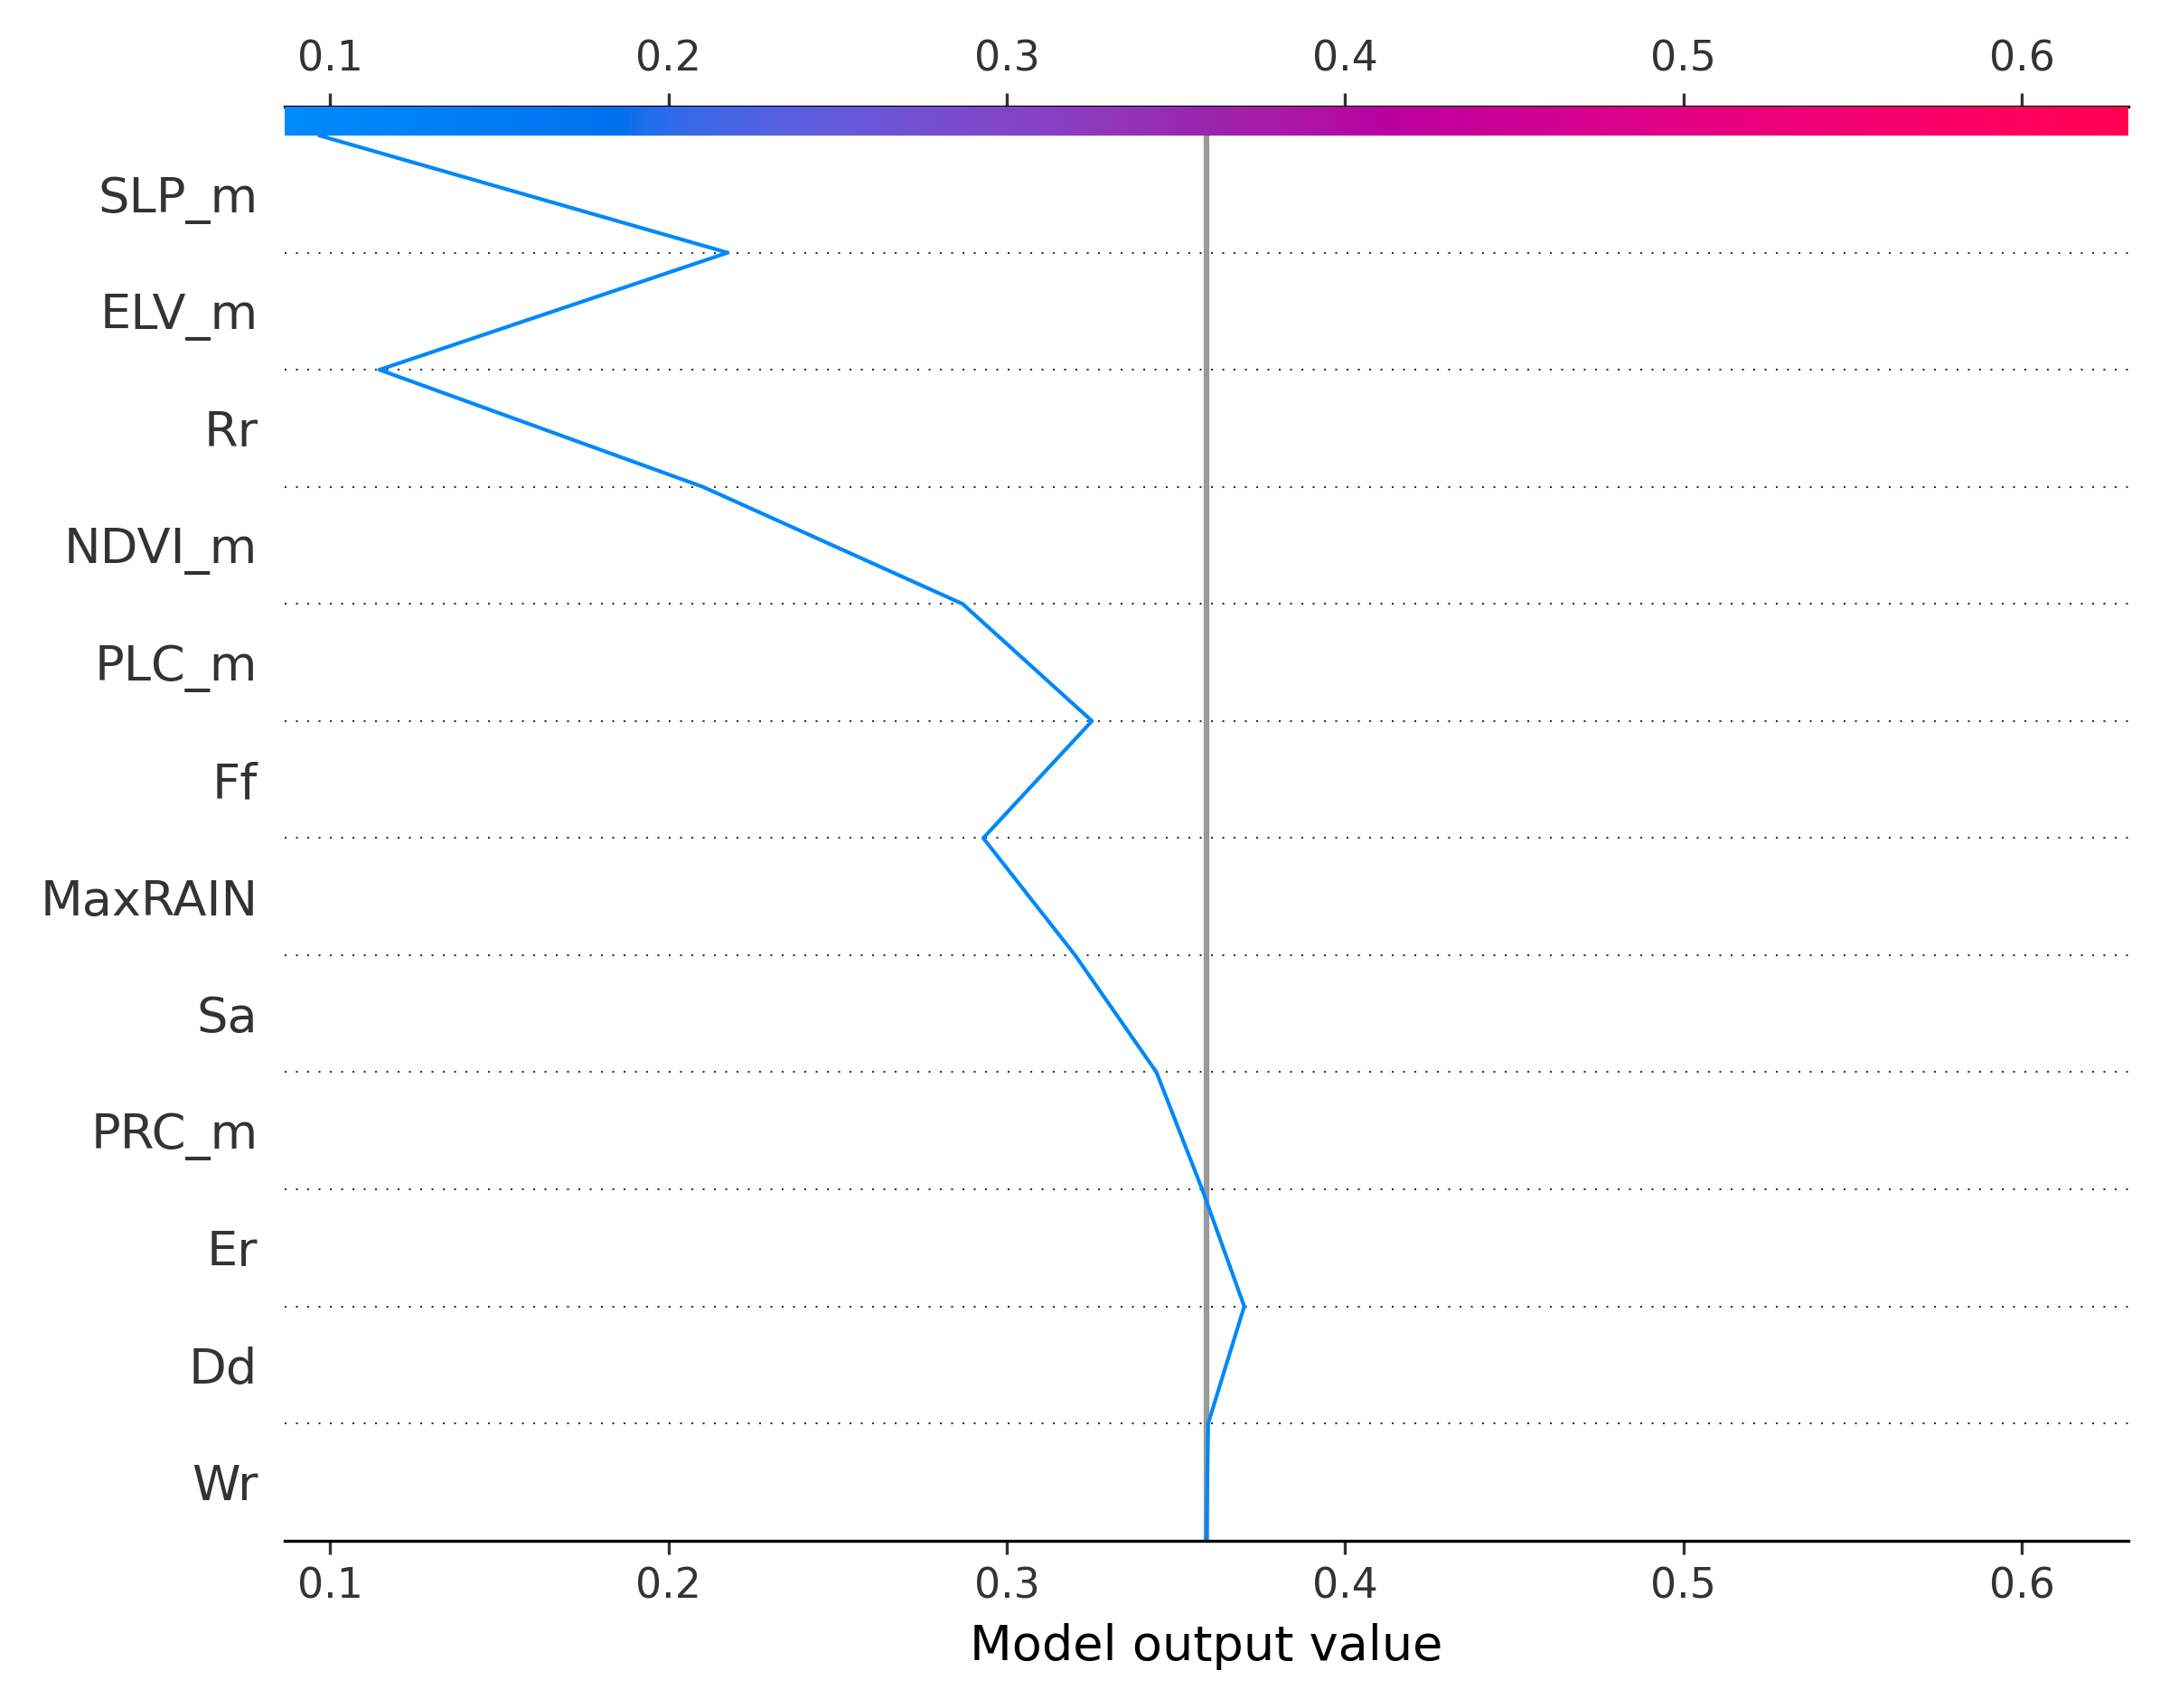 0.1 0.2 0.3 0.4 0.5 0.6
SLP_m
ELV_m
Rr
NDVI_m
PLC_m
Ff
MaxRAIN
Sa
PRC_m
Er
Dd
Wr
0.1 0.2 0.3 0.4 0.5 0.6
Model output value